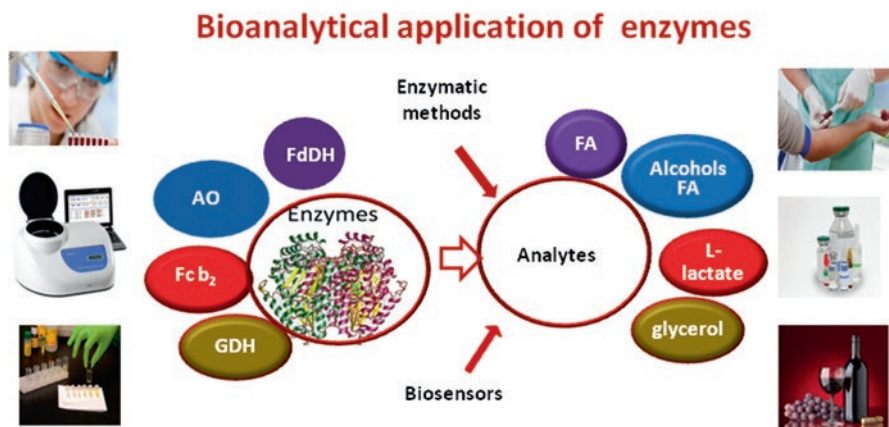 Bioanalytical application of enzymes
Enzymatic
methods
FdDH
FA
AO
Alcohols
FA
Enzymes
Analytes
Fc b₂
L-
lactate
GDH
glycerol
Biosensors